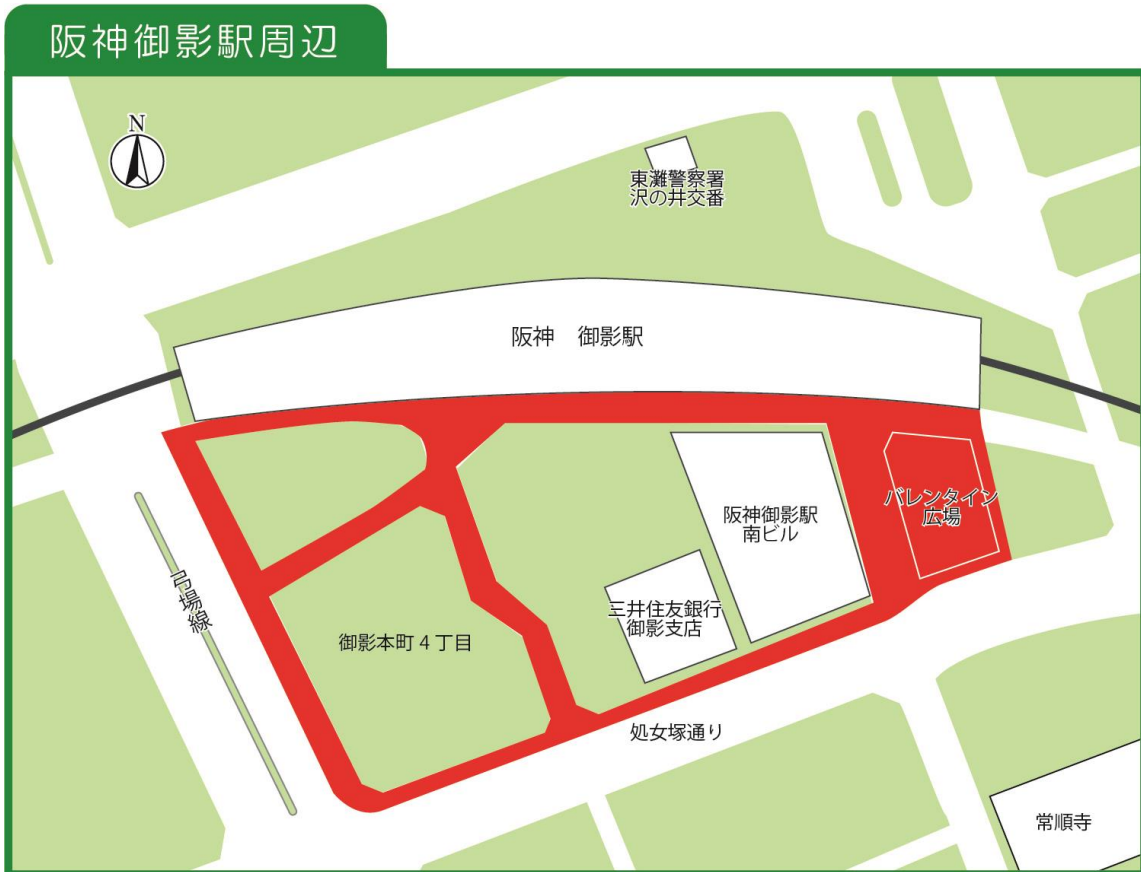 阪神御影駅周辺
N
東灘警察署
沢の井交番
阪神　御影駅
バレンタイン
広場
阪神御影駅
南ビル
弓場線
三井住友銀行
御影支店
御影本町４丁目
処女塚通り
常順寺